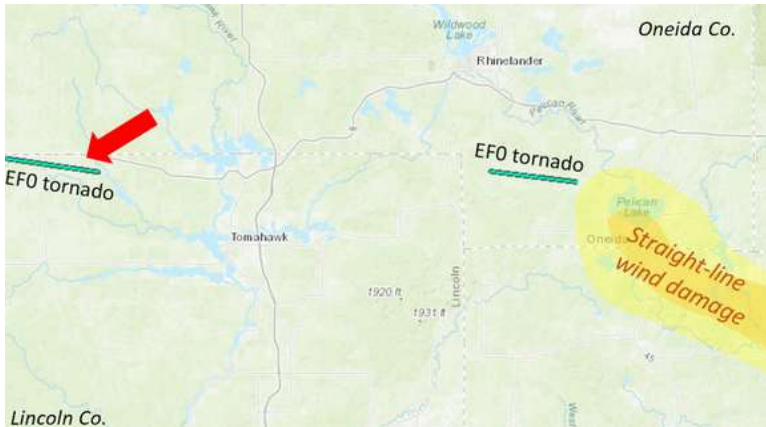 Wildwood
Lake
Oneida Co.
Rhinelander
Pelican River
8
EF0 tornado
EF0 tornado
Pelican
Lake
Tomahawk
Oneida
Straight-line
wind damage
Lincoln
1920 ft
1931 ft
45
Lincoln Co.